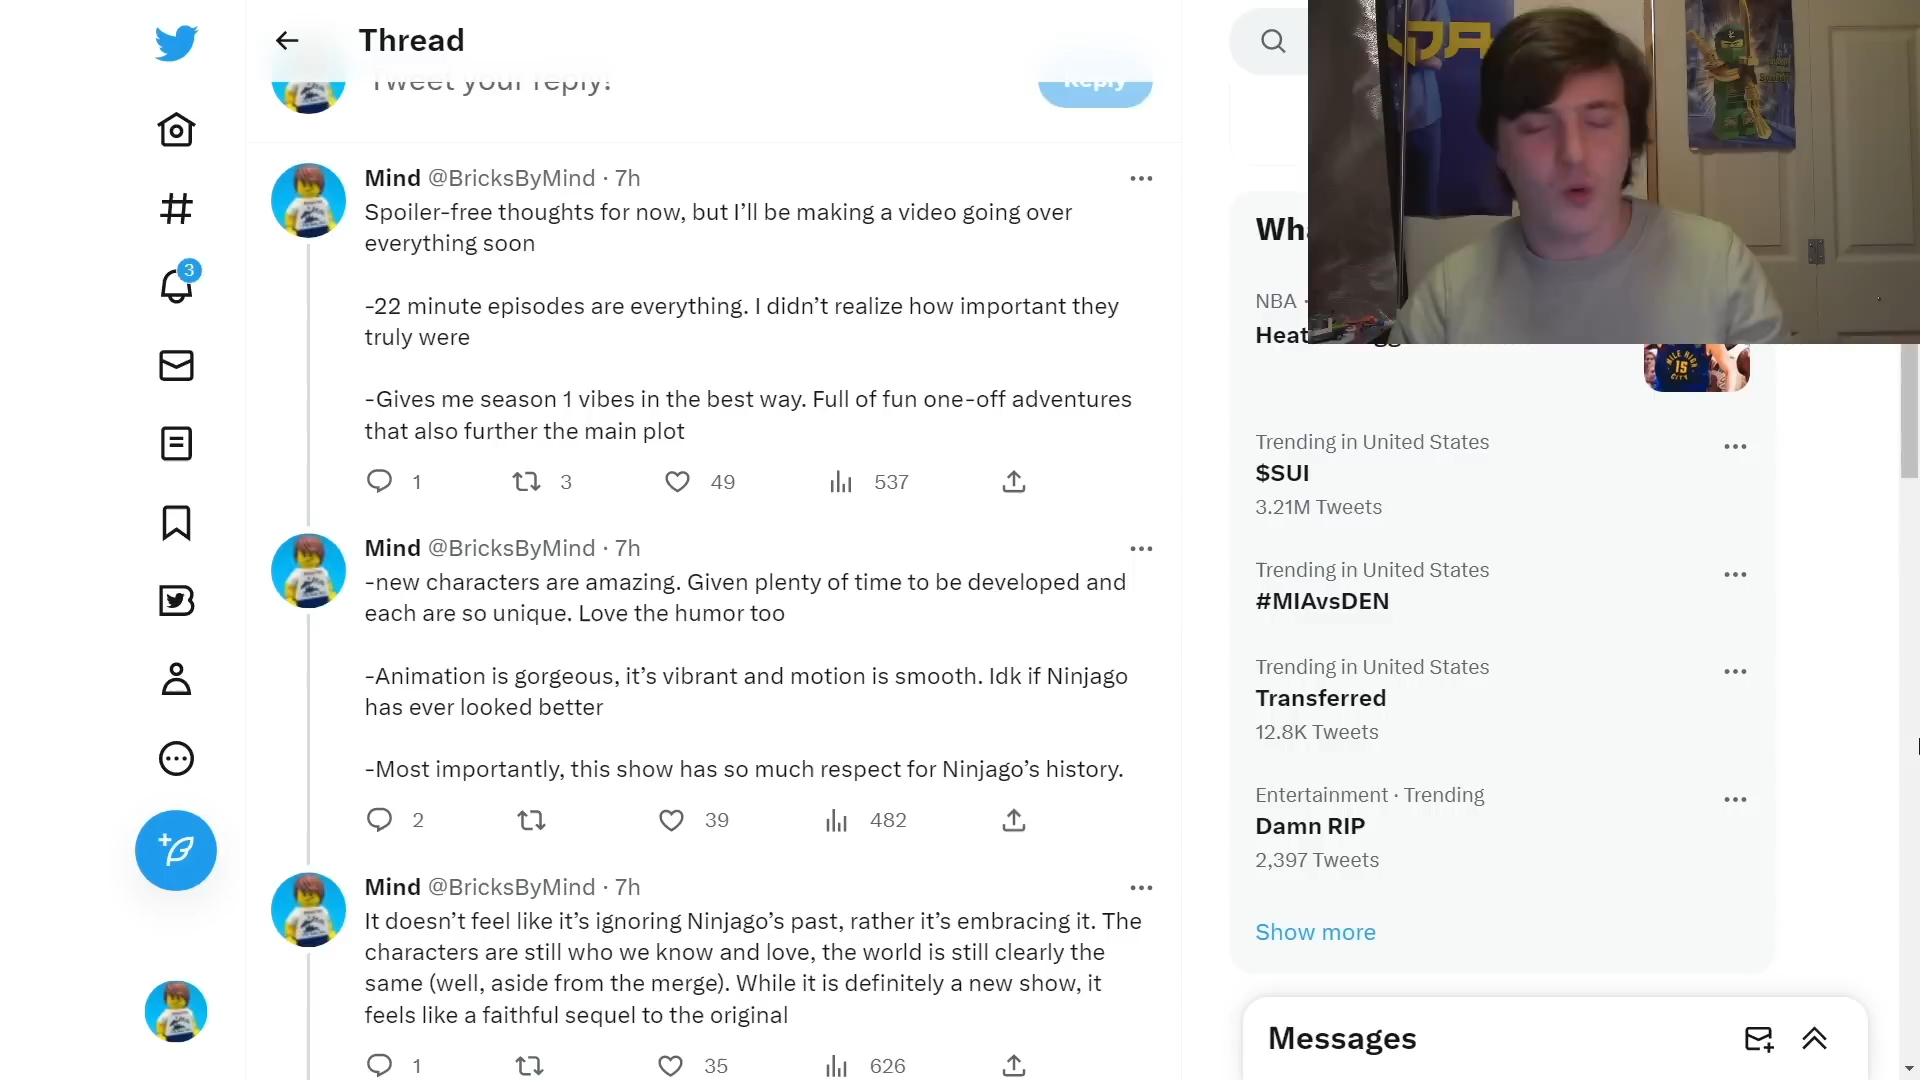 Thread
Tweet your reply!
Reply
Mind @BricksByMind · 7h
Spoiler-free thoughts for now, but I’ll be making a video going over
everything soon
-22 minute episodes are everything. I didn’t realize how important they
truly were
-Gives me season 1 vibes in the best way. Full of fun one-off adventures
that also further the main plot
1 3 49 537
Mind @BricksByMind · 7h
-new characters are amazing. Given plenty of time to be developed and
each are so unique. Love the humor too
-Animation is gorgeous, it’s vibrant and motion is smooth. Idk if Ninjago
has ever looked better
-Most importantly, this show has so much respect for Ninjago’s history.
2 39 482
Mind @BricksByMind · 7h
It doesn’t feel like it’s ignoring Ninjago’s past, rather it’s embracing it. The
characters are still who we know and love, the world is still clearly the
same (well, aside from the merge). While it is definitely a new show, it
feels like a faithful sequel to the original
1 35 626
3
NBA ·
Heat
MILE HIGH
15
CITY
Trending in United States
$SUI
3.21M Tweets
Trending in United States
#MIAvsDEN
Trending in United States
Transferred
12.8K Tweets
Entertainment · Trending
Damn RIP
2,397 Tweets
Show more
Messages